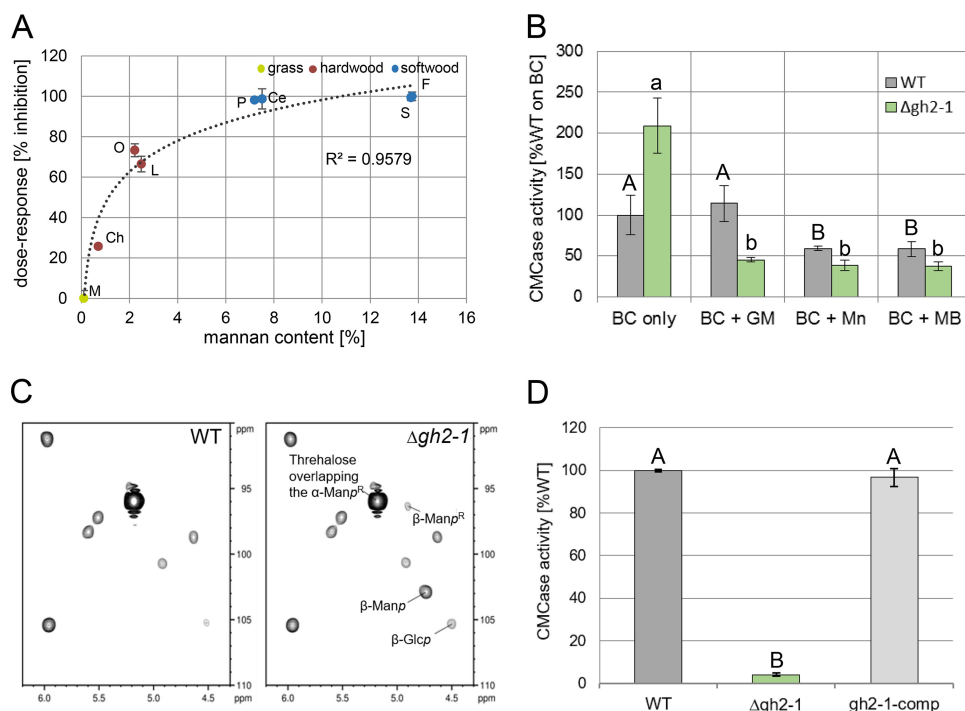 A
dose-response [% inhibition]
120
100
80
60
40
20
0
grass hardwood softwood
F
P
Ce
S
O
L
R² = 0.9579
Ch
M
0 2 4 6 8 10 12 14 16
mannan content [%]
B
CMCase activity [%WT on BC]
300
250
200
150
100
50
0
WT
Δgh2-1
A a A b B b B b
BC only BC + GM BC + Mn BC + MB
C
WT
ppm
95
100
105
110
6.0 5.5 5.0 4.5 ppm
Δgh2-1
ppm
Threhalose
overlapping
the α-Manpᴿ
β-Manpᴿ
β-Manp
β-Glcp
95
100
105
110
6.0 5.5 5.0 4.5 ppm
D
CMCase activity [%WT]
120
100
80
60
40
20
0
A B A
WT Δgh2-1 gh2-1-comp